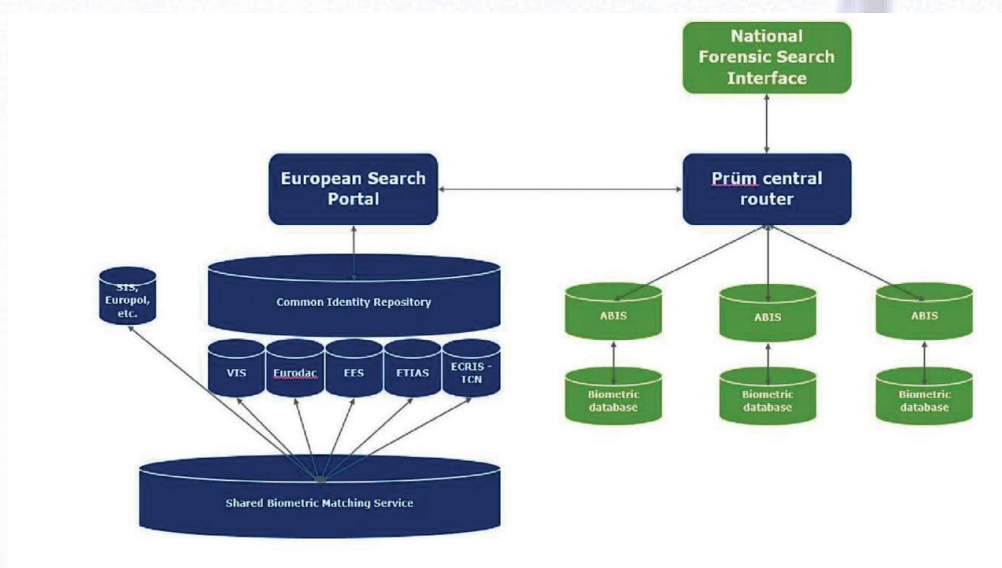 National
Forensic Search
Interface
European Search
Portal
Prüm central
router
SIS,
Europol,
etc.
Common Identity Repository
ABIS
ABIS
ABIS
VIS
Eurodac
EES
ETIAS
ECRIS -
TCN
Biometric
database
Biometric
database
Biometric
database
Shared Biometric Matching Service